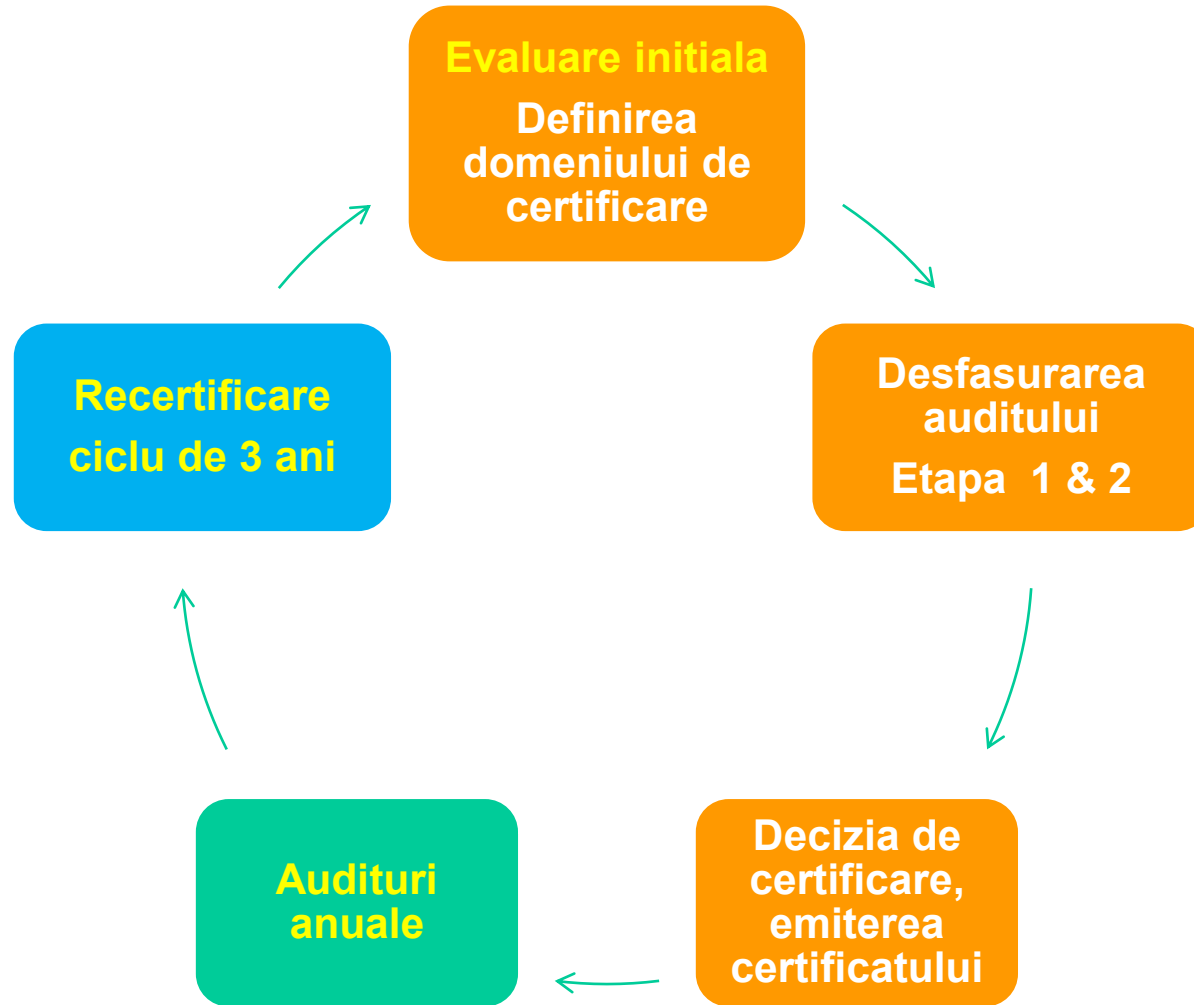 Evaluare initiala
Definirea
domeniului de
certificare
Desfasurarea
auditului
Etapa 1 & 2
Decizia de
certificare,
emiterea
certificatului
Audituri
anuale
Recertificare
ciclu de 3 ani